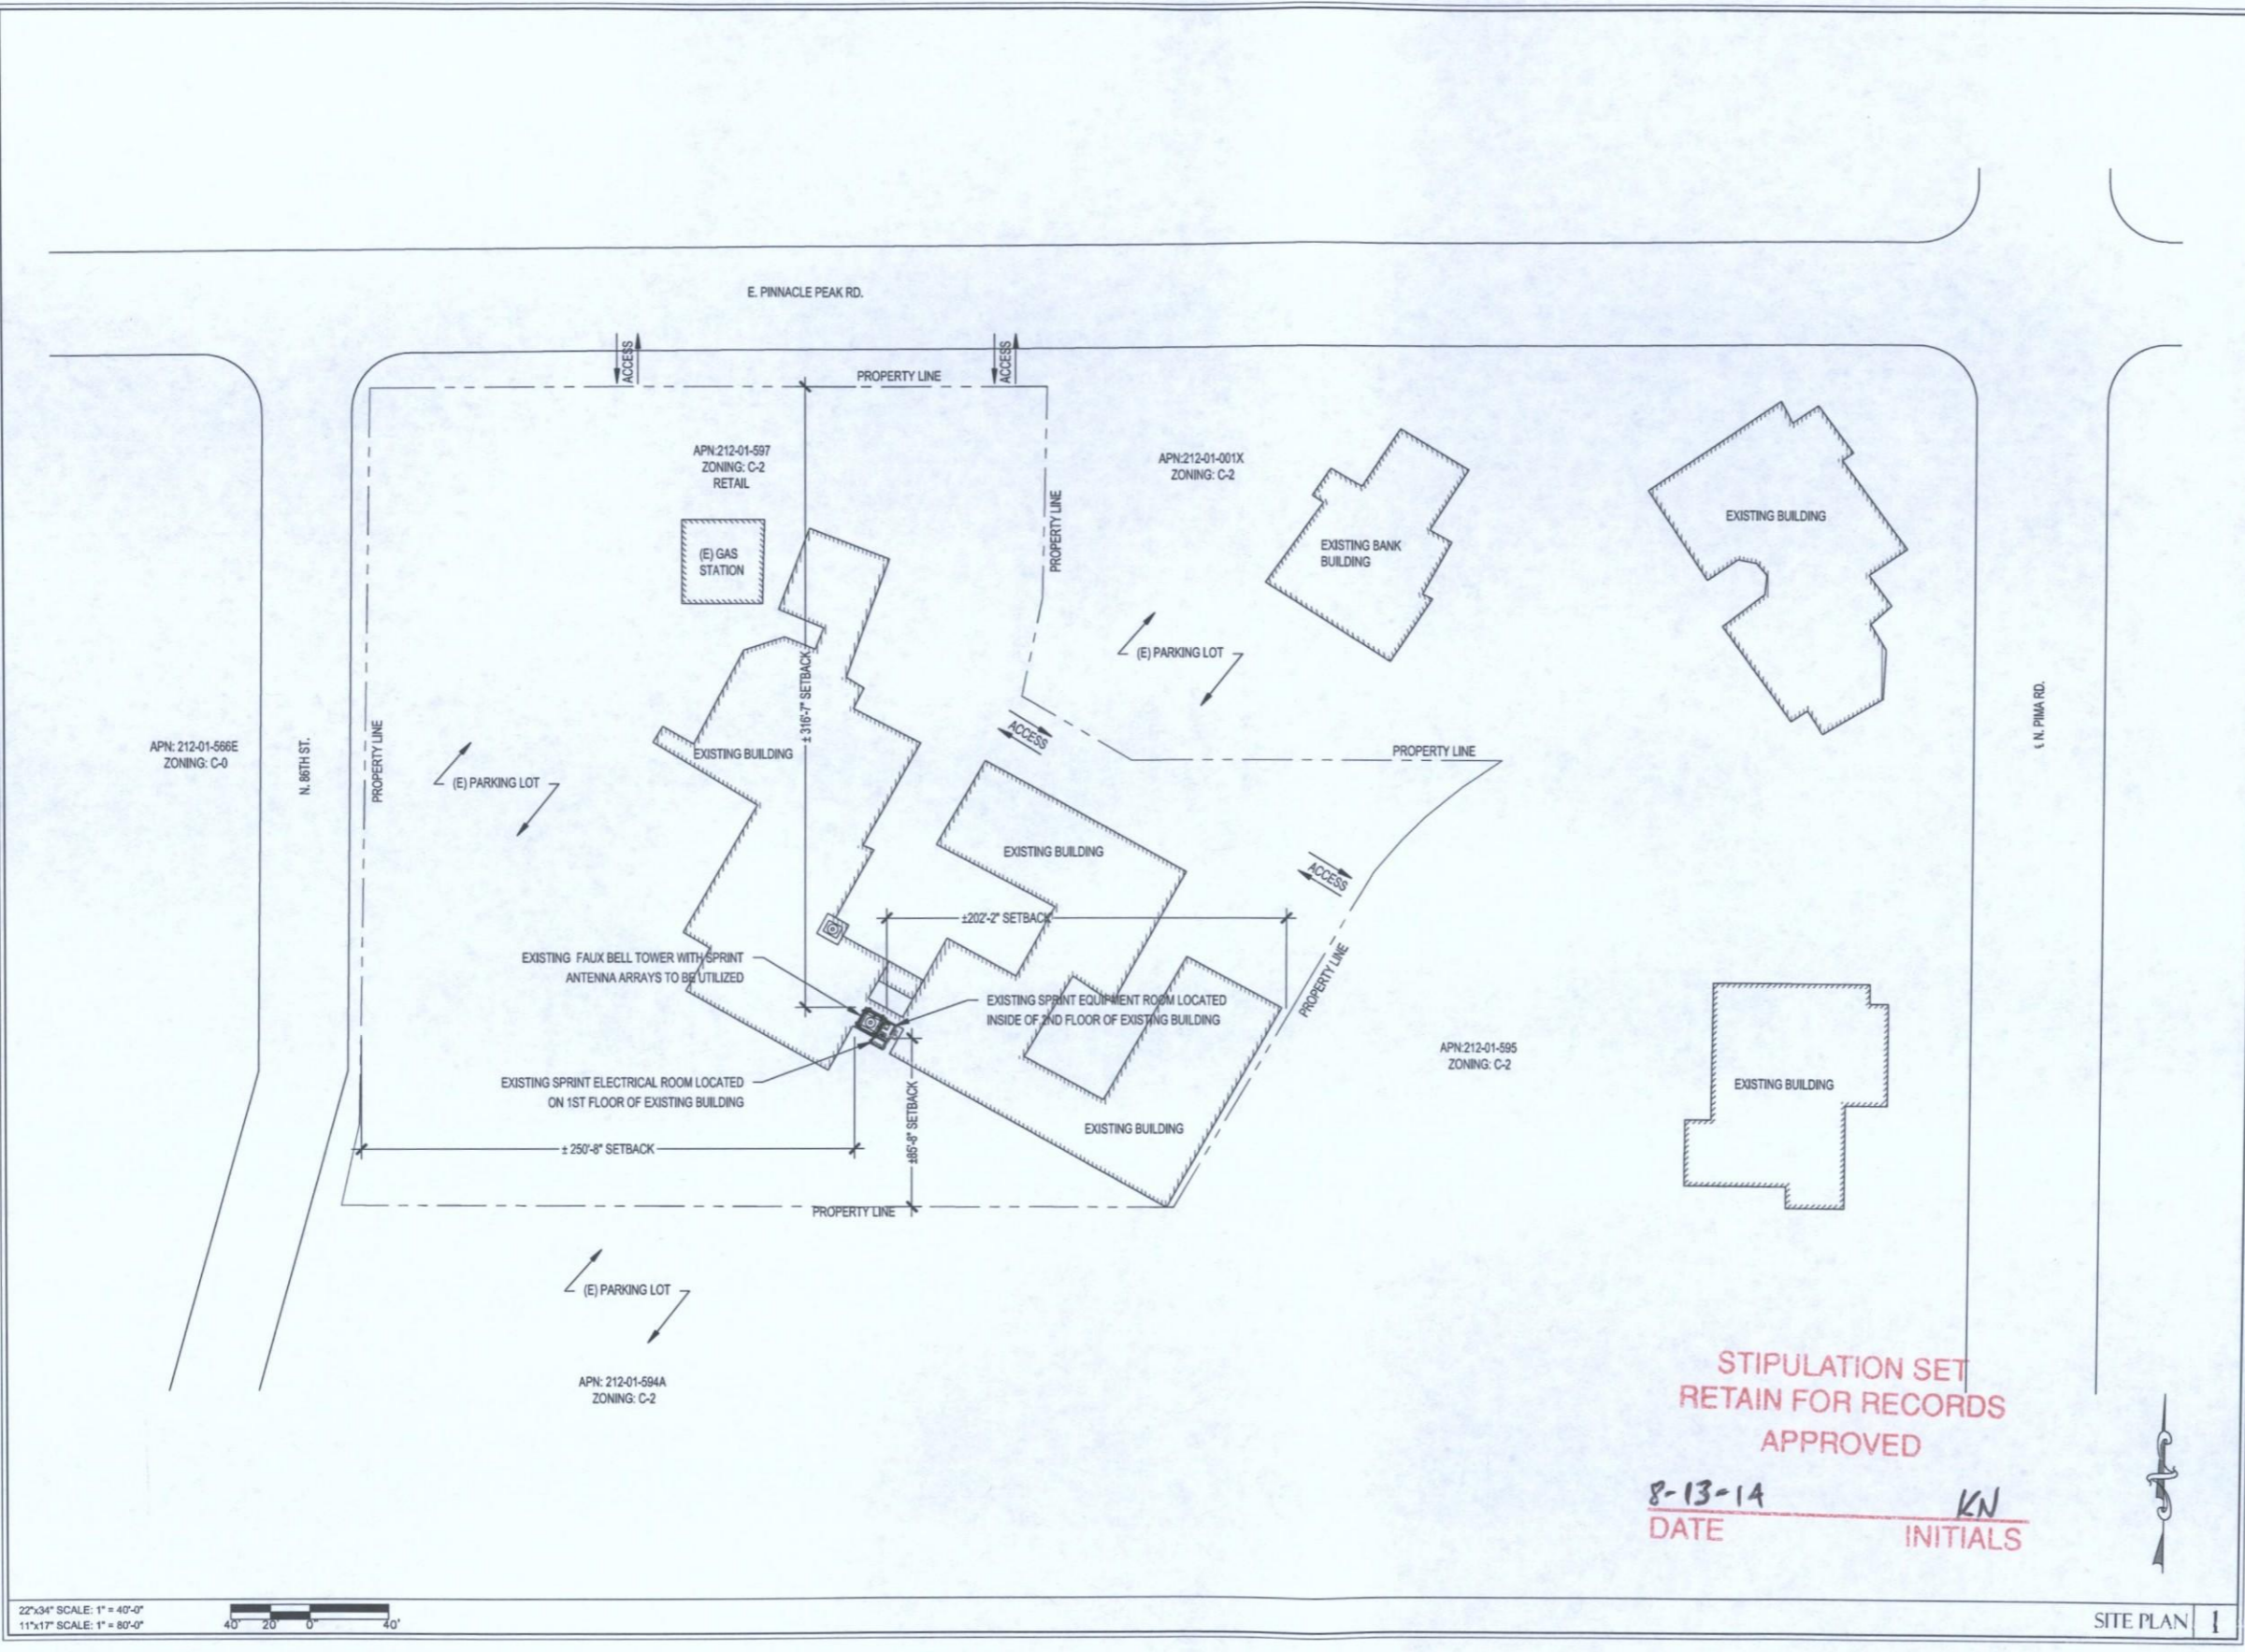 E. PINNACLE PEAK RD.
ACCESS
ACCESS
PROPERTY LINE
APN:212-01-597
ZONING: C-2
RETAIL
APN:212-01-001X
ZONING: C-2
PROPERTY LINE
EXISTING BUILDING
(E) GAS
STATION
EXISTING BANK
BUILDING
(E) PARKING LOT
± 316'-7" SETBACK
N. PIMA RD.
ACCESS
APN: 212-01-566E
ZONING: C-0
N. 86TH ST.
PROPERTY LINE
EXISTING BUILDING
PROPERTY LINE
(E) PARKING LOT
EXISTING BUILDING
ACCESS
±202'-2" SETBACK
EXISTING FAUX BELL TOWER WITH SPRINT
ANTENNA ARRAYS TO BE UTILIZED
PROPERTY LINE
EXISTING SPRINT EQUIPMENT ROOM LOCATED
INSIDE OF 2ND FLOOR OF EXISTING BUILDING
APN:212-01-595
ZONING: C-2
EXISTING SPRINT ELECTRICAL ROOM LOCATED
ON 1ST FLOOR OF EXISTING BUILDING
EXISTING BUILDING
±85'-8" SETBACK
EXISTING BUILDING
± 250'-8" SETBACK
PROPERTY LINE
(E) PARKING LOT
APN: 212-01-594A
ZONING: C-2
STIPULATION SET
RETAIN FOR RECORDS
APPROVED
8-13-14 KN
DATE INITIALS
22"x34" SCALE: 1" = 40'-0"
11"x17" SCALE: 1" = 80'-0"
40' 20' 0" 40'
SITE PLAN 1